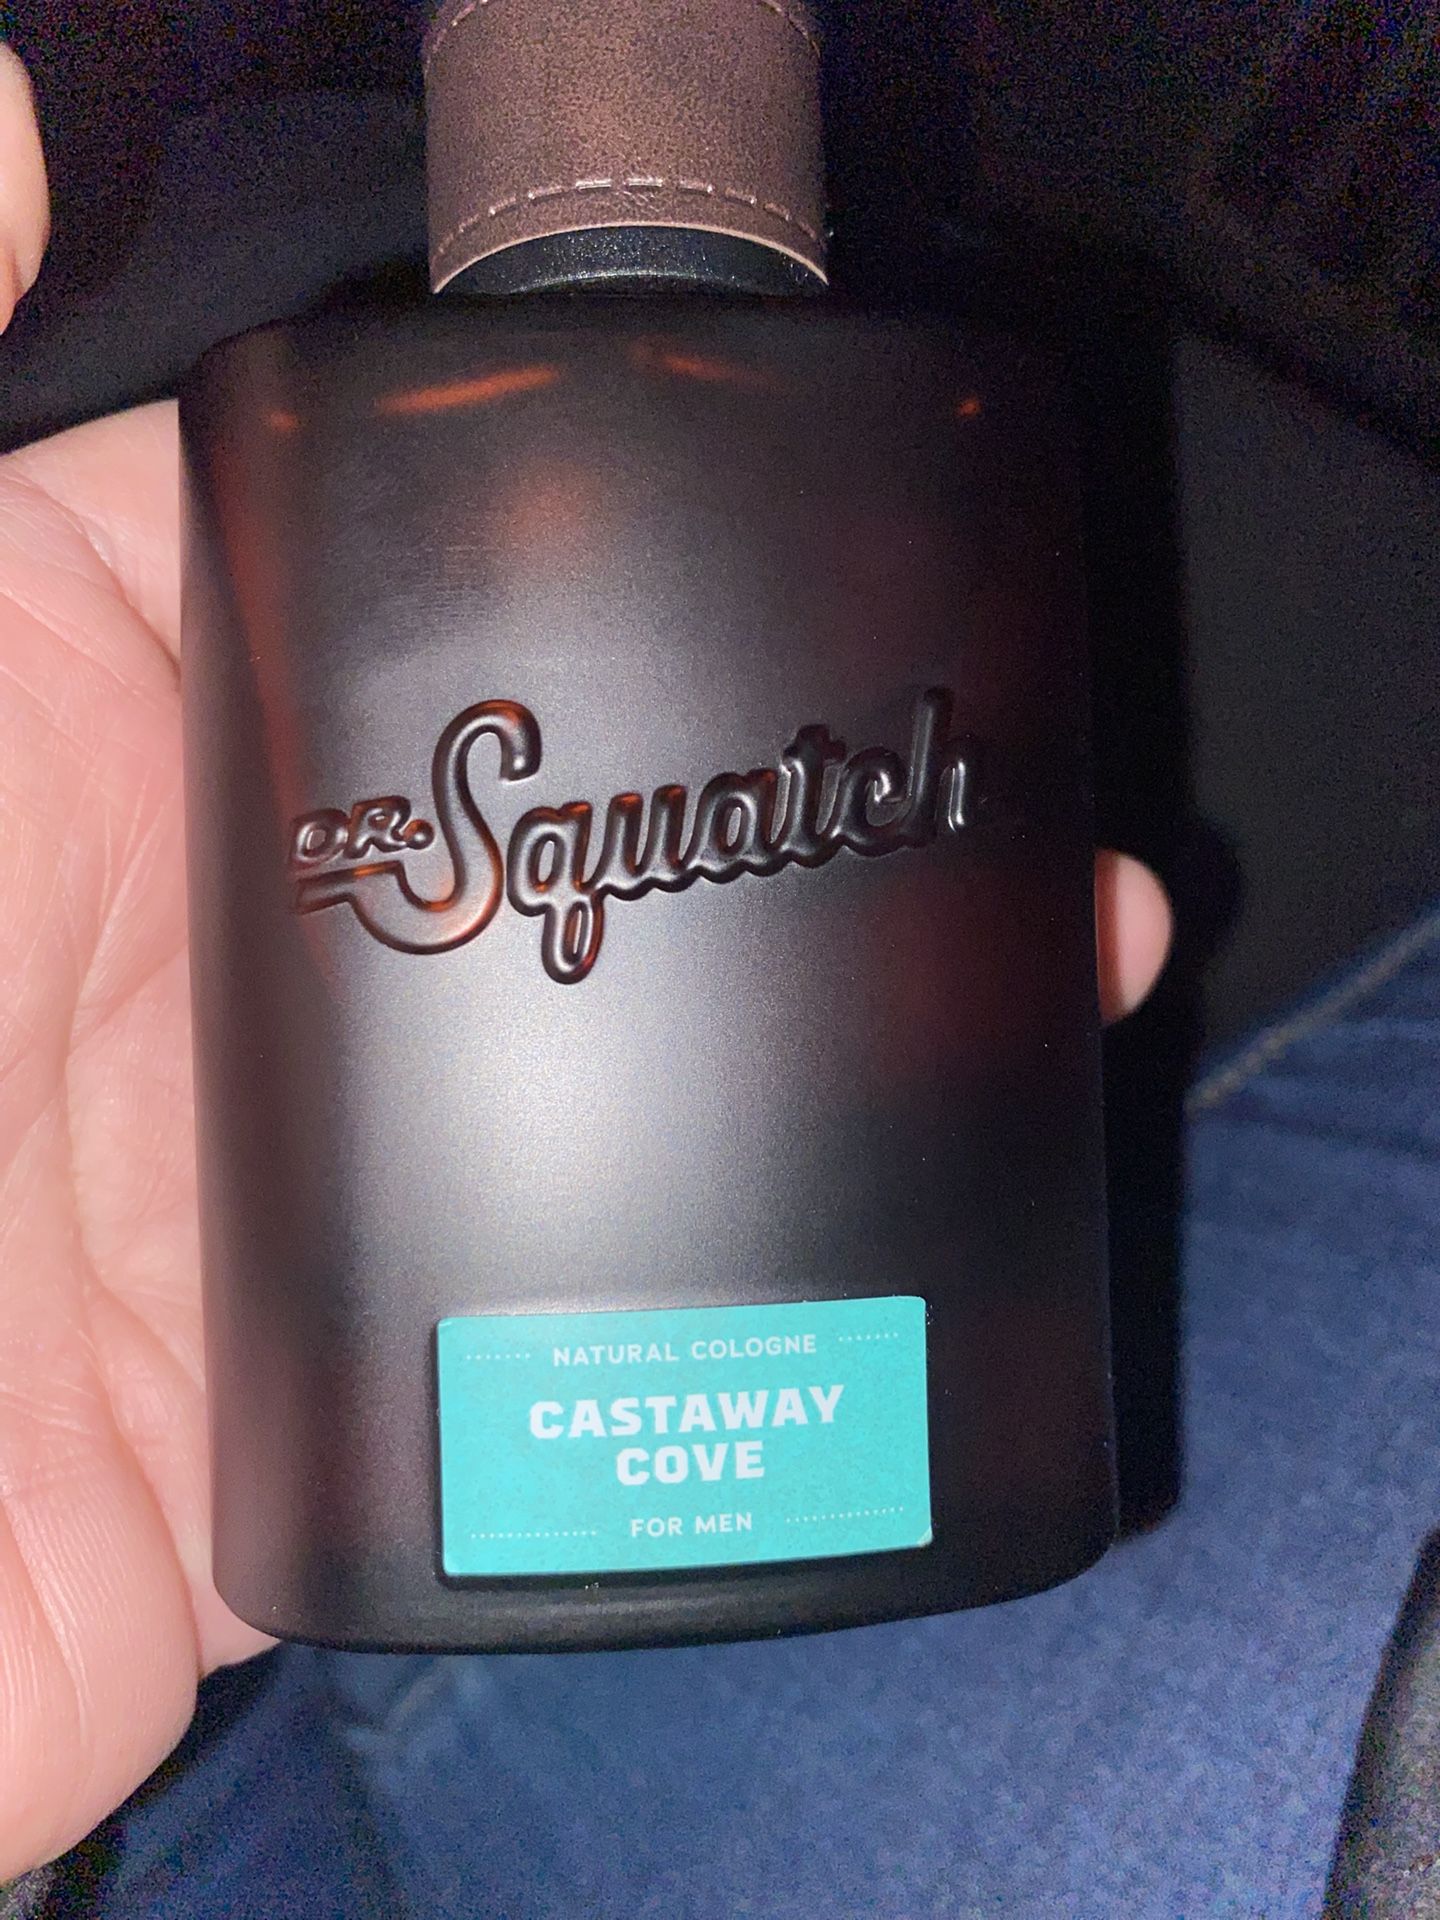 DR. Squatch
NATURAL COLOGNE
CASTAWAY
COVE
FOR MEN